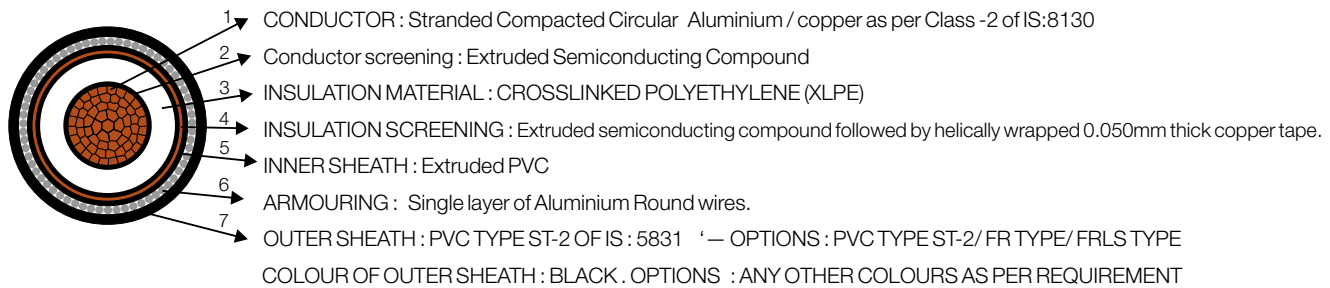 1 CONDUCTOR : Stranded Compacted Circular Aluminium / copper as per Class -2 of IS:8130
2 Conductor screening : Extruded Semiconducting Compound
3 INSULATION MATERIAL : CROSSLINKED POLYETHYLENE (XLPE)
4 INSULATION SCREENING : Extruded semiconducting compound followed by helically wrapped 0.050mm thick copper tape.
5 INNER SHEATH : Extruded PVC
6 ARMOURING : Single layer of Aluminium Round wires.
7 OUTER SHEATH : PVC TYPE ST-2 OF IS : 5831 ‘— OPTIONS : PVC TYPE ST-2/ FR TYPE/ FRLS TYPE
COLOUR OF OUTER SHEATH : BLACK . OPTIONS : ANY OTHER COLOURS AS PER REQUIREMENT